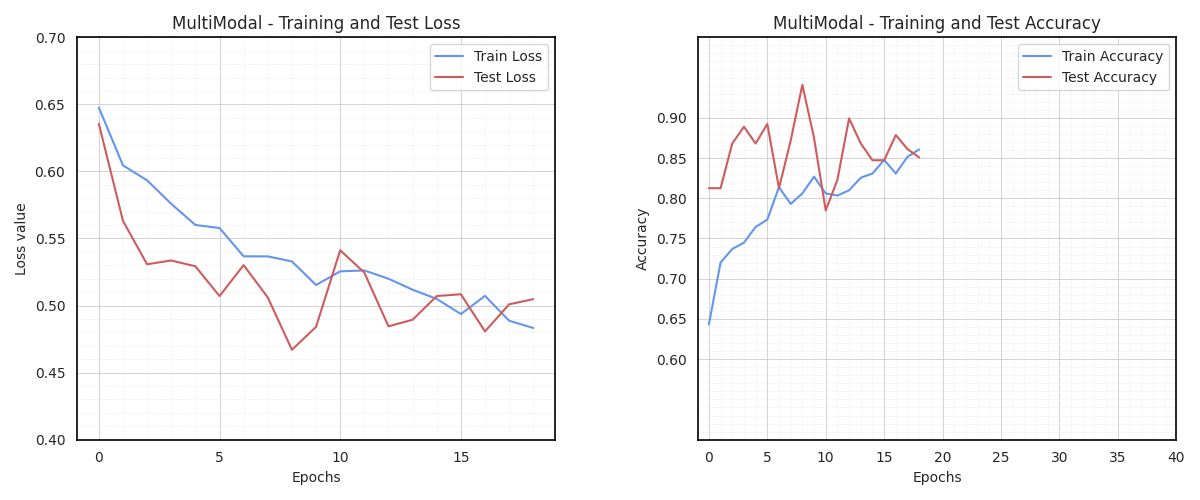 MultiModal - Training and Test Loss
0.70
0.65
0.60
0.55
0.50
0.45
0.40
Loss value
Train Loss
Test Loss
0
5
10
15
Epochs
MultiModal - Training and Test Accuracy
0.90
0.85
0.80
0.75
0.70
0.65
0.60
Accuracy
Train Accuracy
Test Accuracy
0
5
10
15
20
25
30
35
40
Epochs